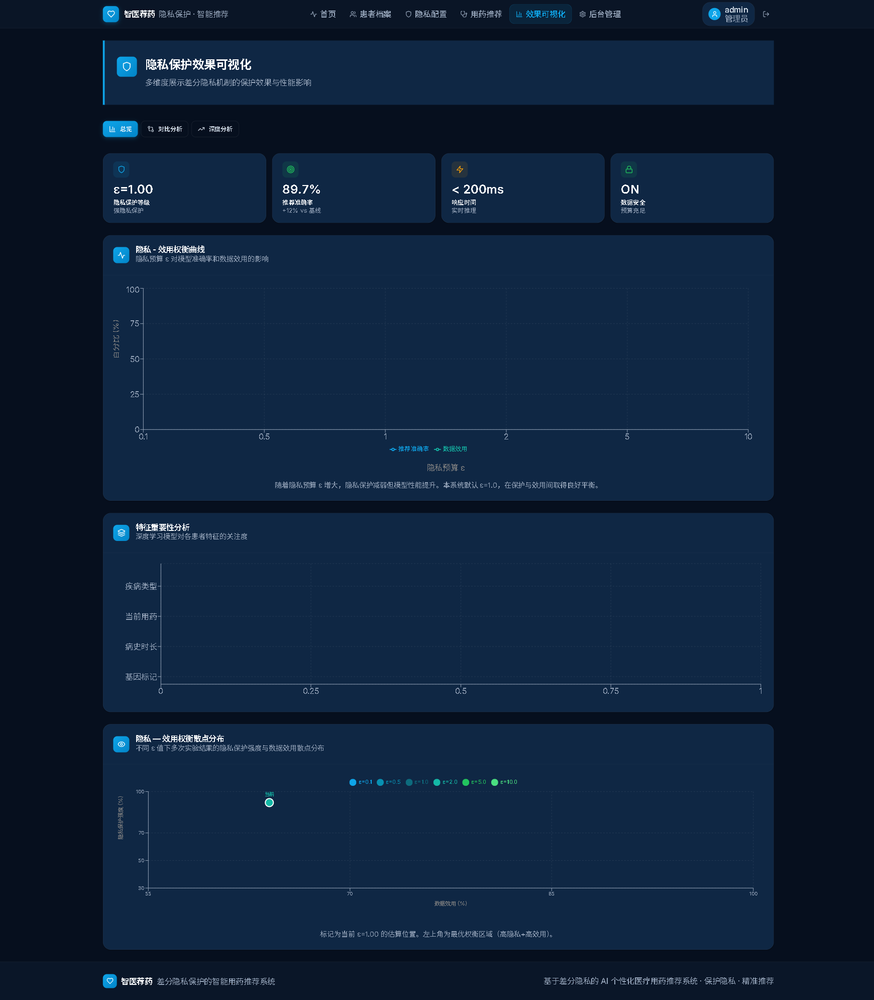 智医荐药 隐私保护 · 智能推荐
首页
患者档案
隐私配置
用药推荐
效果可视化
后台管理
admin
管理员
隐私保护效果可视化
多维度展示差分隐私机制的保护效果与性能影响
总览
对比分析
深度分析
ε=1.00
隐私保护等级
强隐私保护
89.7%
推荐准确率
+12% vs 基线
< 200ms
响应时间
实时推理
ON
数据安全
预算充足
隐私 - 效用权衡曲线
隐私预算 ε 对模型准确率和数据效用的影响
百分比 (%)
100
75
50
25
0
0.1 0.5 1 2 5 10
推荐准确率 数据效用
隐私预算 ε
随着隐私预算 ε 增大，隐私保护减弱但模型性能提升。本系统默认 ε=1.0，在保护与效用间取得良好平衡。
特征重要性分析
深度学习模型对各患者特征的关注度
疾病类型
当前用药
病史时长
基因标记
0 0.25 0.5 0.75 1
隐私 — 效用权衡散点分布
不同 ε 值下多次实验结果的隐私保护强度与数据效用散点分布
ε=0.1 ε=0.5 ε=1.0 ε=2.0 ε=5.0 ε=10.0
隐私保护强度 (%)
当前
100
70
50
30
55 70 85 100
数据效用 (%)
标记为当前 ε=1.00 的估算位置。左上角为最优权衡区域（高隐私+高效用）。
智医荐药 差分隐私保护的智能用药推荐系统
基于差分隐私的 AI 个性化医疗用药推荐系统 · 保护隐私 · 精准推荐